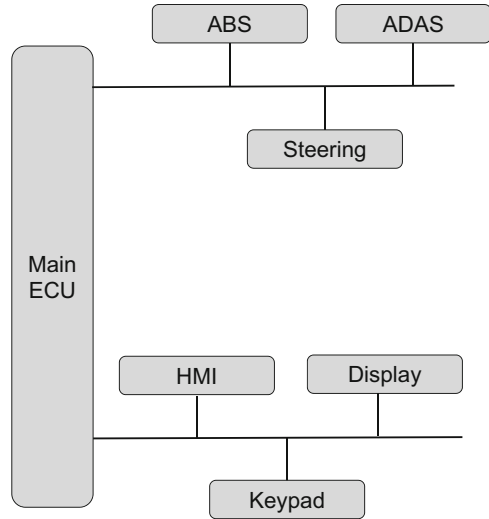 ABS
ADAS
Steering
Main
ECU
HMI
Display
Keypad